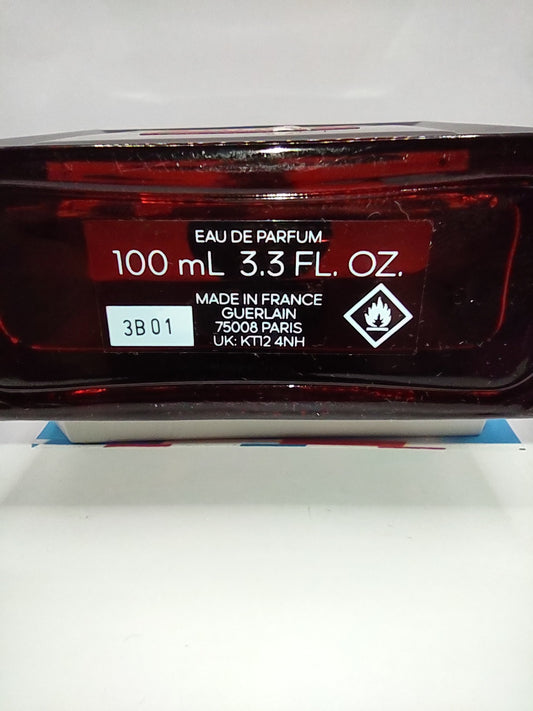 EAU DE PARFUM
100 mL 3.3 FL. OZ.
MADE IN FRANCE
GUERLAIN
75008 PARIS
UK: KT12 4NH
3B01